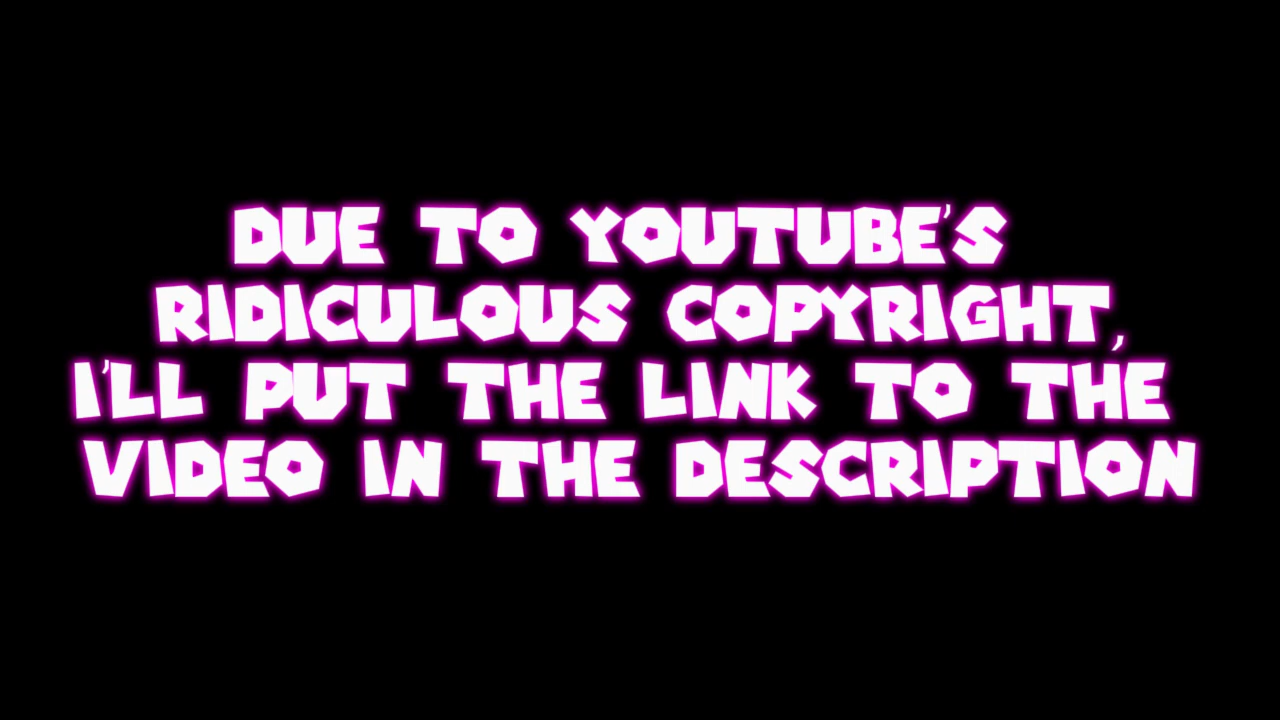 DUE TO YOUTUBE'S
RIDICULOUS COPYRIGHT,
I'LL PUT THE LINK TO THE
VIDEO IN THE DESCRIPTION